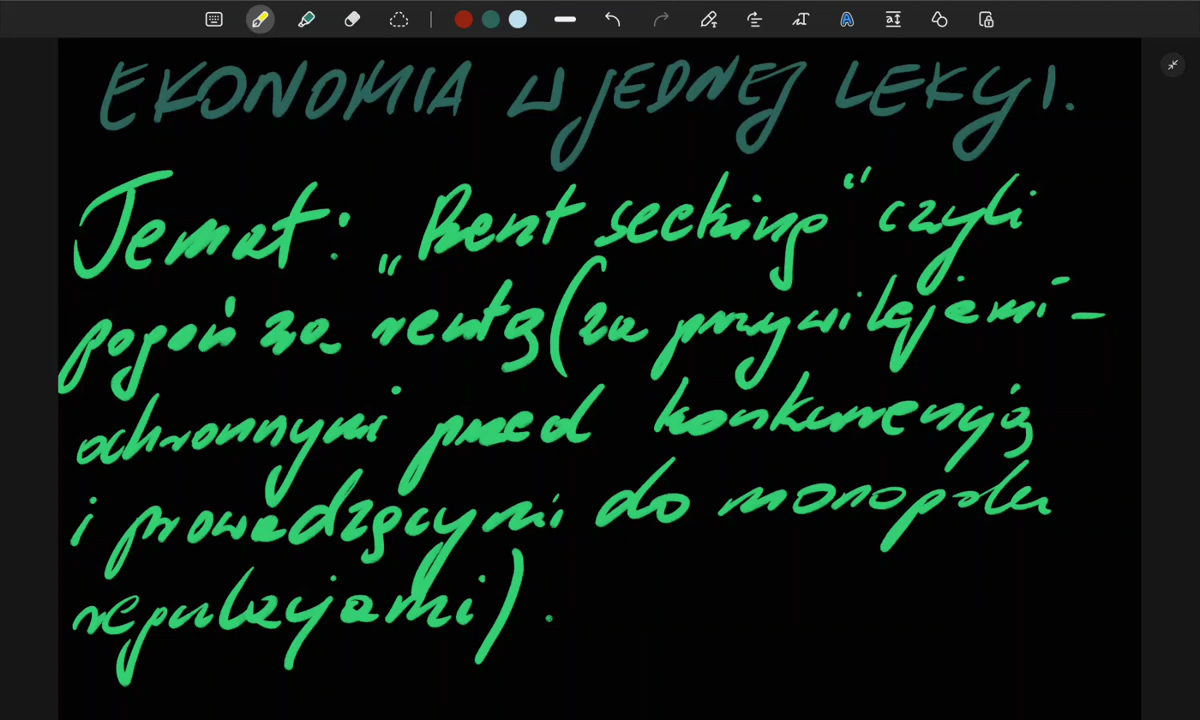 EKONOMIA W JEDNEJ LEKCJI.
Temat: „Rent seeking" czyli
pogoń za rentą (za przywilejami –
ochronnymi przed konkurencją
i prowadzącymi do monopolu
regulacjami).